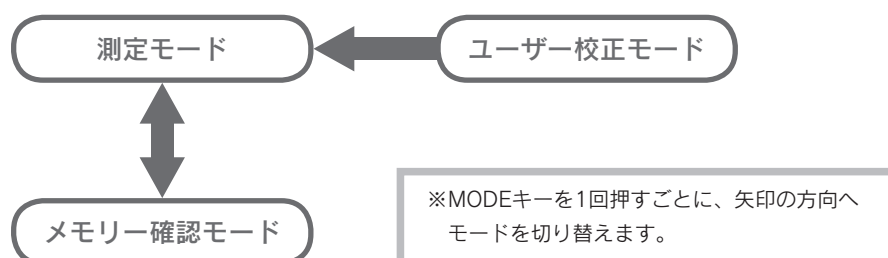 測定モード
ユーザー校正モード
メモリー確認モード
※MODEキーを1回押すごとに、矢印の方向へ
モードを切り替えます。